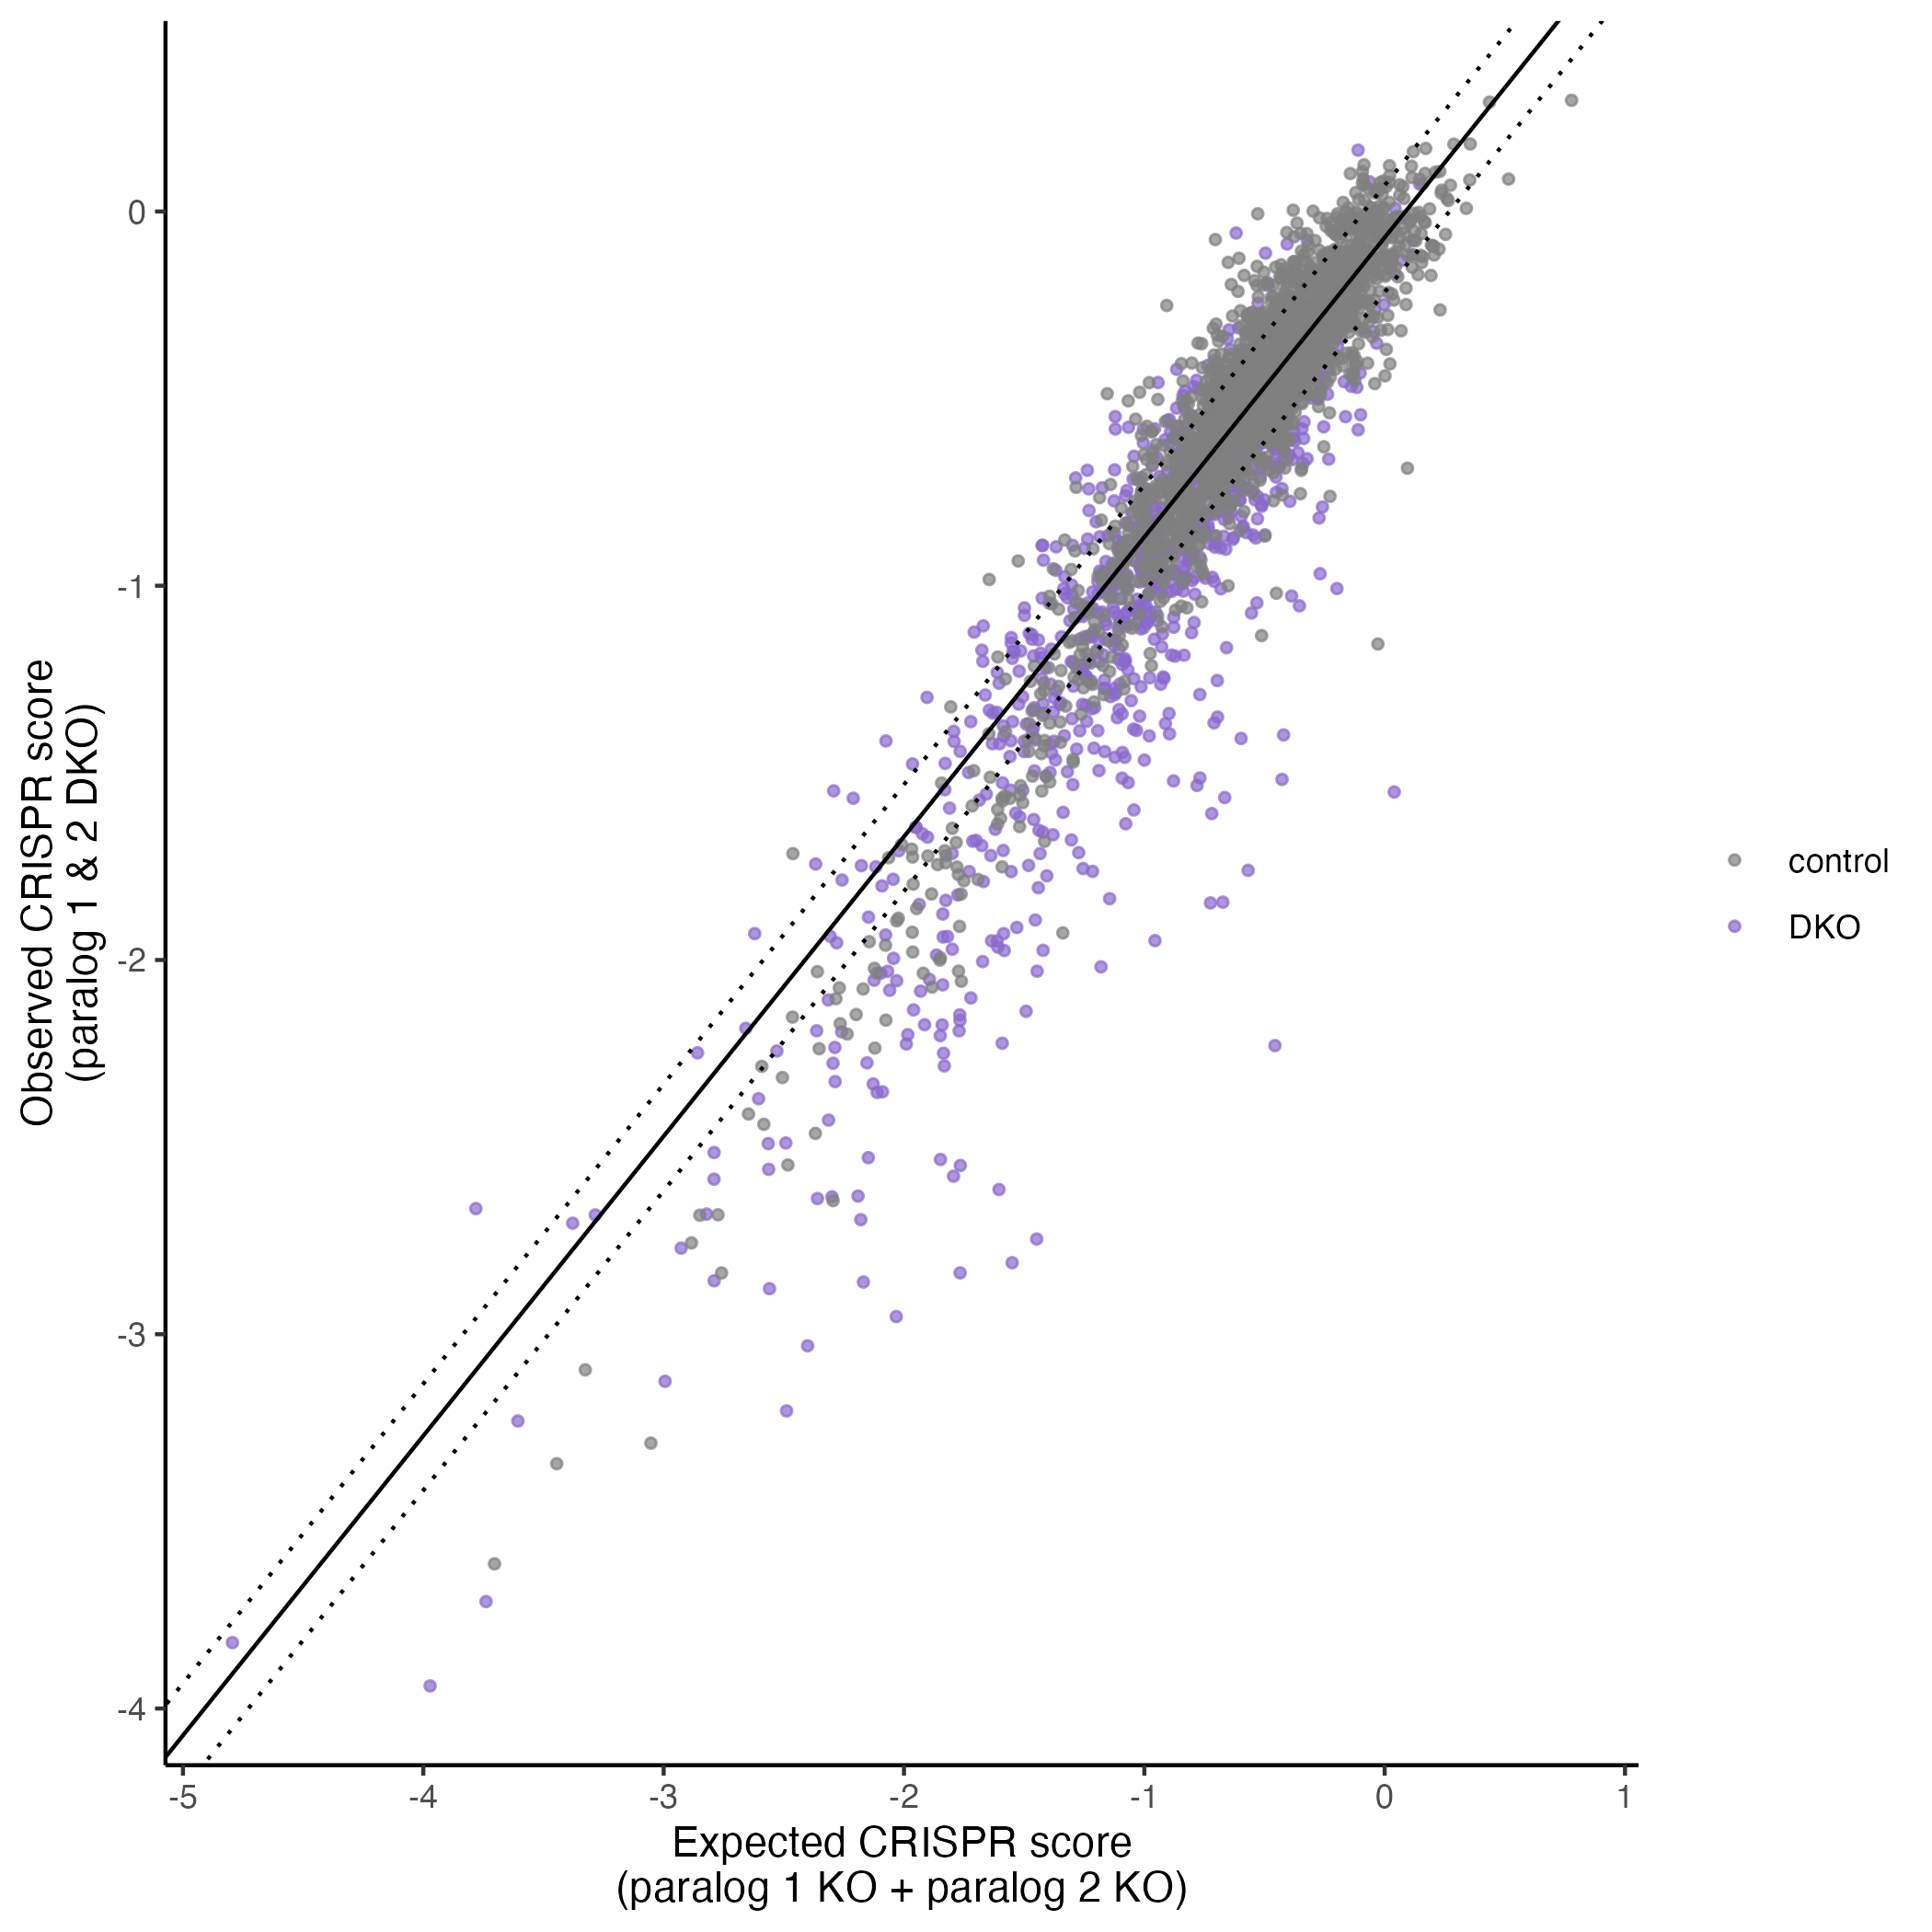 Observed CRISPR score
(paralog 1 & 2 DKO)
0
-1
-2
-3
-4
-5
-4
-3
-2
-1
0
1
Expected CRISPR score
(paralog 1 KO + paralog 2 KO)
control
DKO